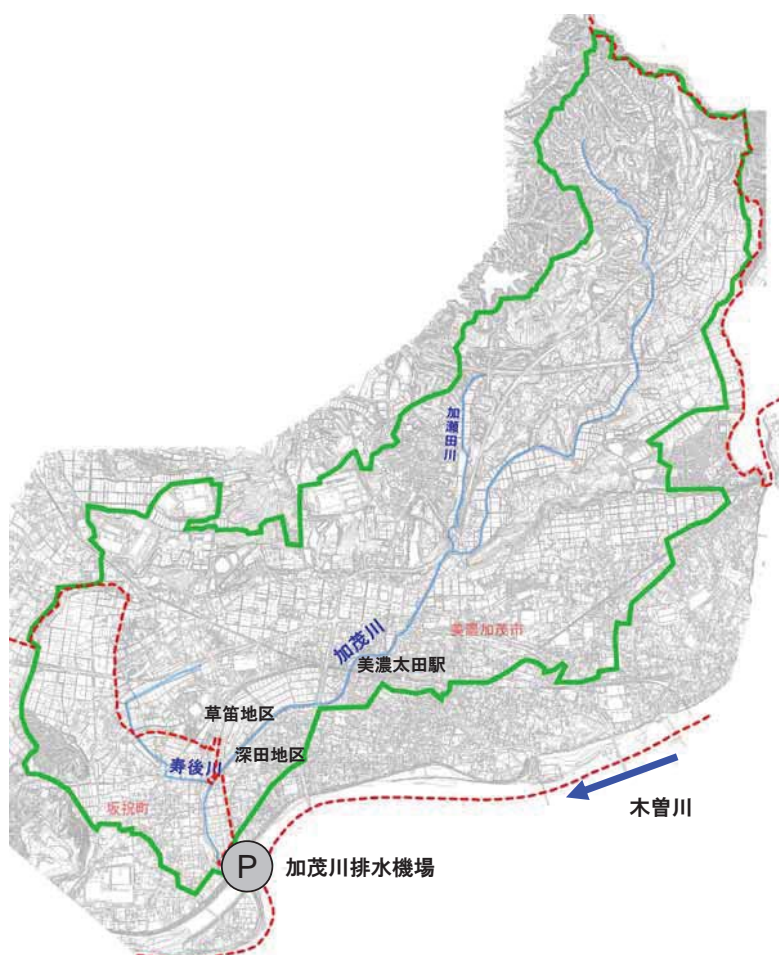 加瀬田川
加茂川
美濃加茂市
美濃太田駅
草笛地区
深田地区
寿後川
坂祝町
木曽川
P
加茂川排水機場